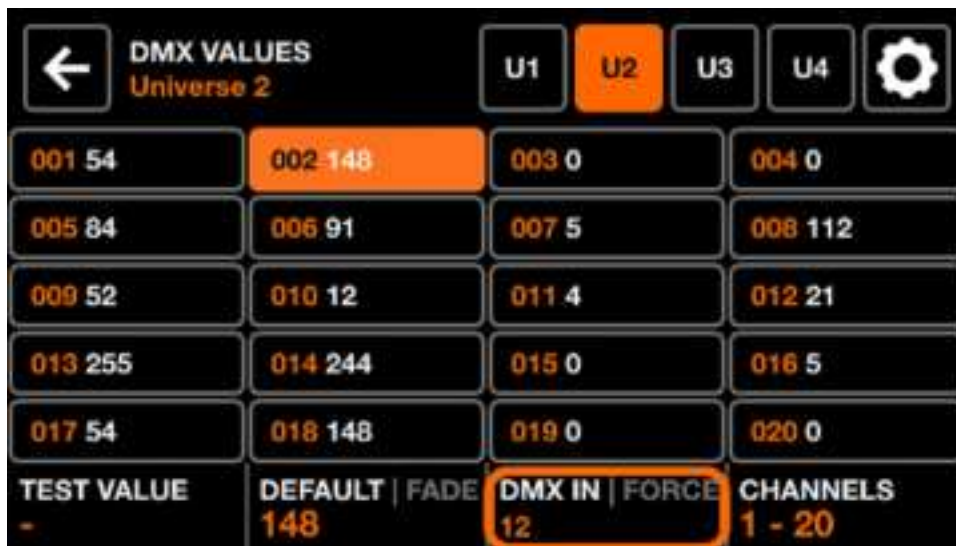 DMX VALUES
Universe 2
U1 U2 U3 U4
001 54 002 148 003 0 004 0
005 84 006 91 007 5 008 112
009 52 010 12 011 4 012 21
013 255 014 244 015 0 016 5
017 54 018 148 019 0 020 0
TEST VALUE DEFAULT | FADE DMX IN | FORCE CHANNELS
- 148 12 1 - 20